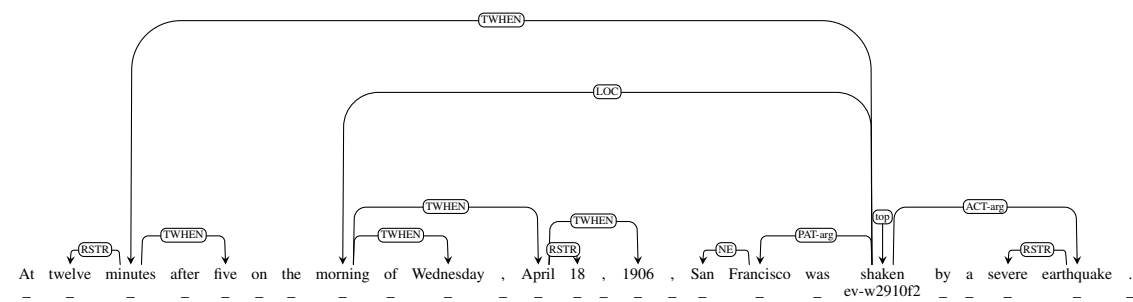 TWHEN
LOC
TWHEN TWHEN ACT-arg
top
RSTR TWHEN TWHEN RSTR NE PAT-arg RSTR
At twelve minutes after five on the morning of Wednesday , April 18 , 1906 , San Francisco was shaken by a severe earthquake .
_ _ _ _ _ _ _ _ _ _ _ _ _ _ _ _ _ _ _ ev-w2910f2 _ _ _ _ _